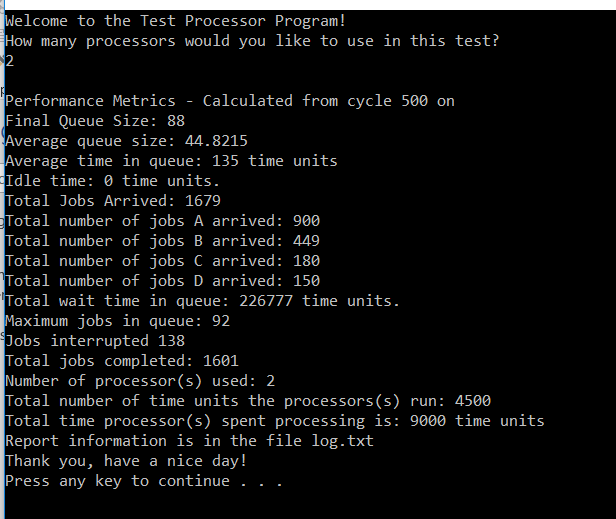 Welcome to the Test Processor Program!
How many processors would you like to use in this test?
2
Performance Metrics - Calculated from cycle 500 on
Final Queue Size: 88
Average queue size: 44.8215
Average time in queue: 135 time units
Idle time: 0 time units.
Total Jobs Arrived: 1679
Total number of jobs A arrived: 900
Total number of jobs B arrived: 449
Total number of jobs C arrived: 180
Total number of jobs D arrived: 150
Total wait time in queue: 226777 time units.
Maximum jobs in queue: 92
Jobs interrupted 138
Total jobs completed: 1601
Number of processor(s) used: 2
Total number of time units the processors(s) run: 4500
Total time processor(s) spent processing is: 9000 time units
Report information is in the file log.txt
Thank you, have a nice day!
Press any key to continue . . .